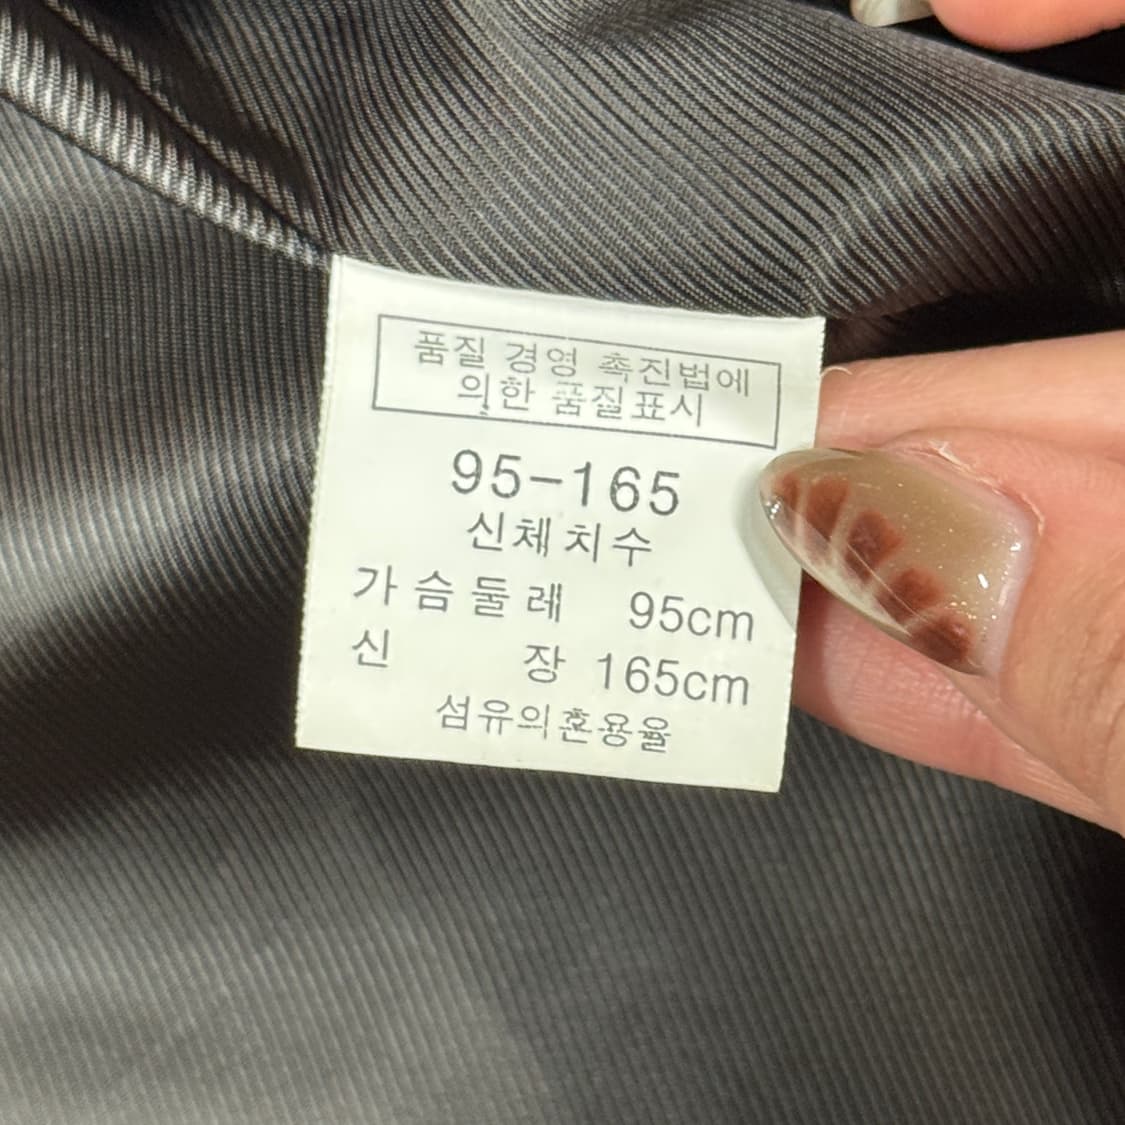 품질 경영 촉진법에
의한 품질표시
95-165
신체치수
가슴둘레 95cm
신 장 165cm
섬유의혼용율